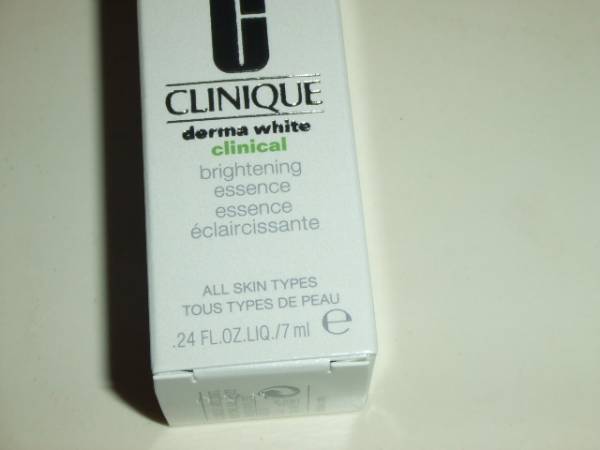 C
CLINIQUE
derma white
clinical
brightening
essence
essence
éclaircissante
ALL SKIN TYPES
TOUS TYPES DE PEAU
.24 FL.OZ.LIQ./7 ml ℮